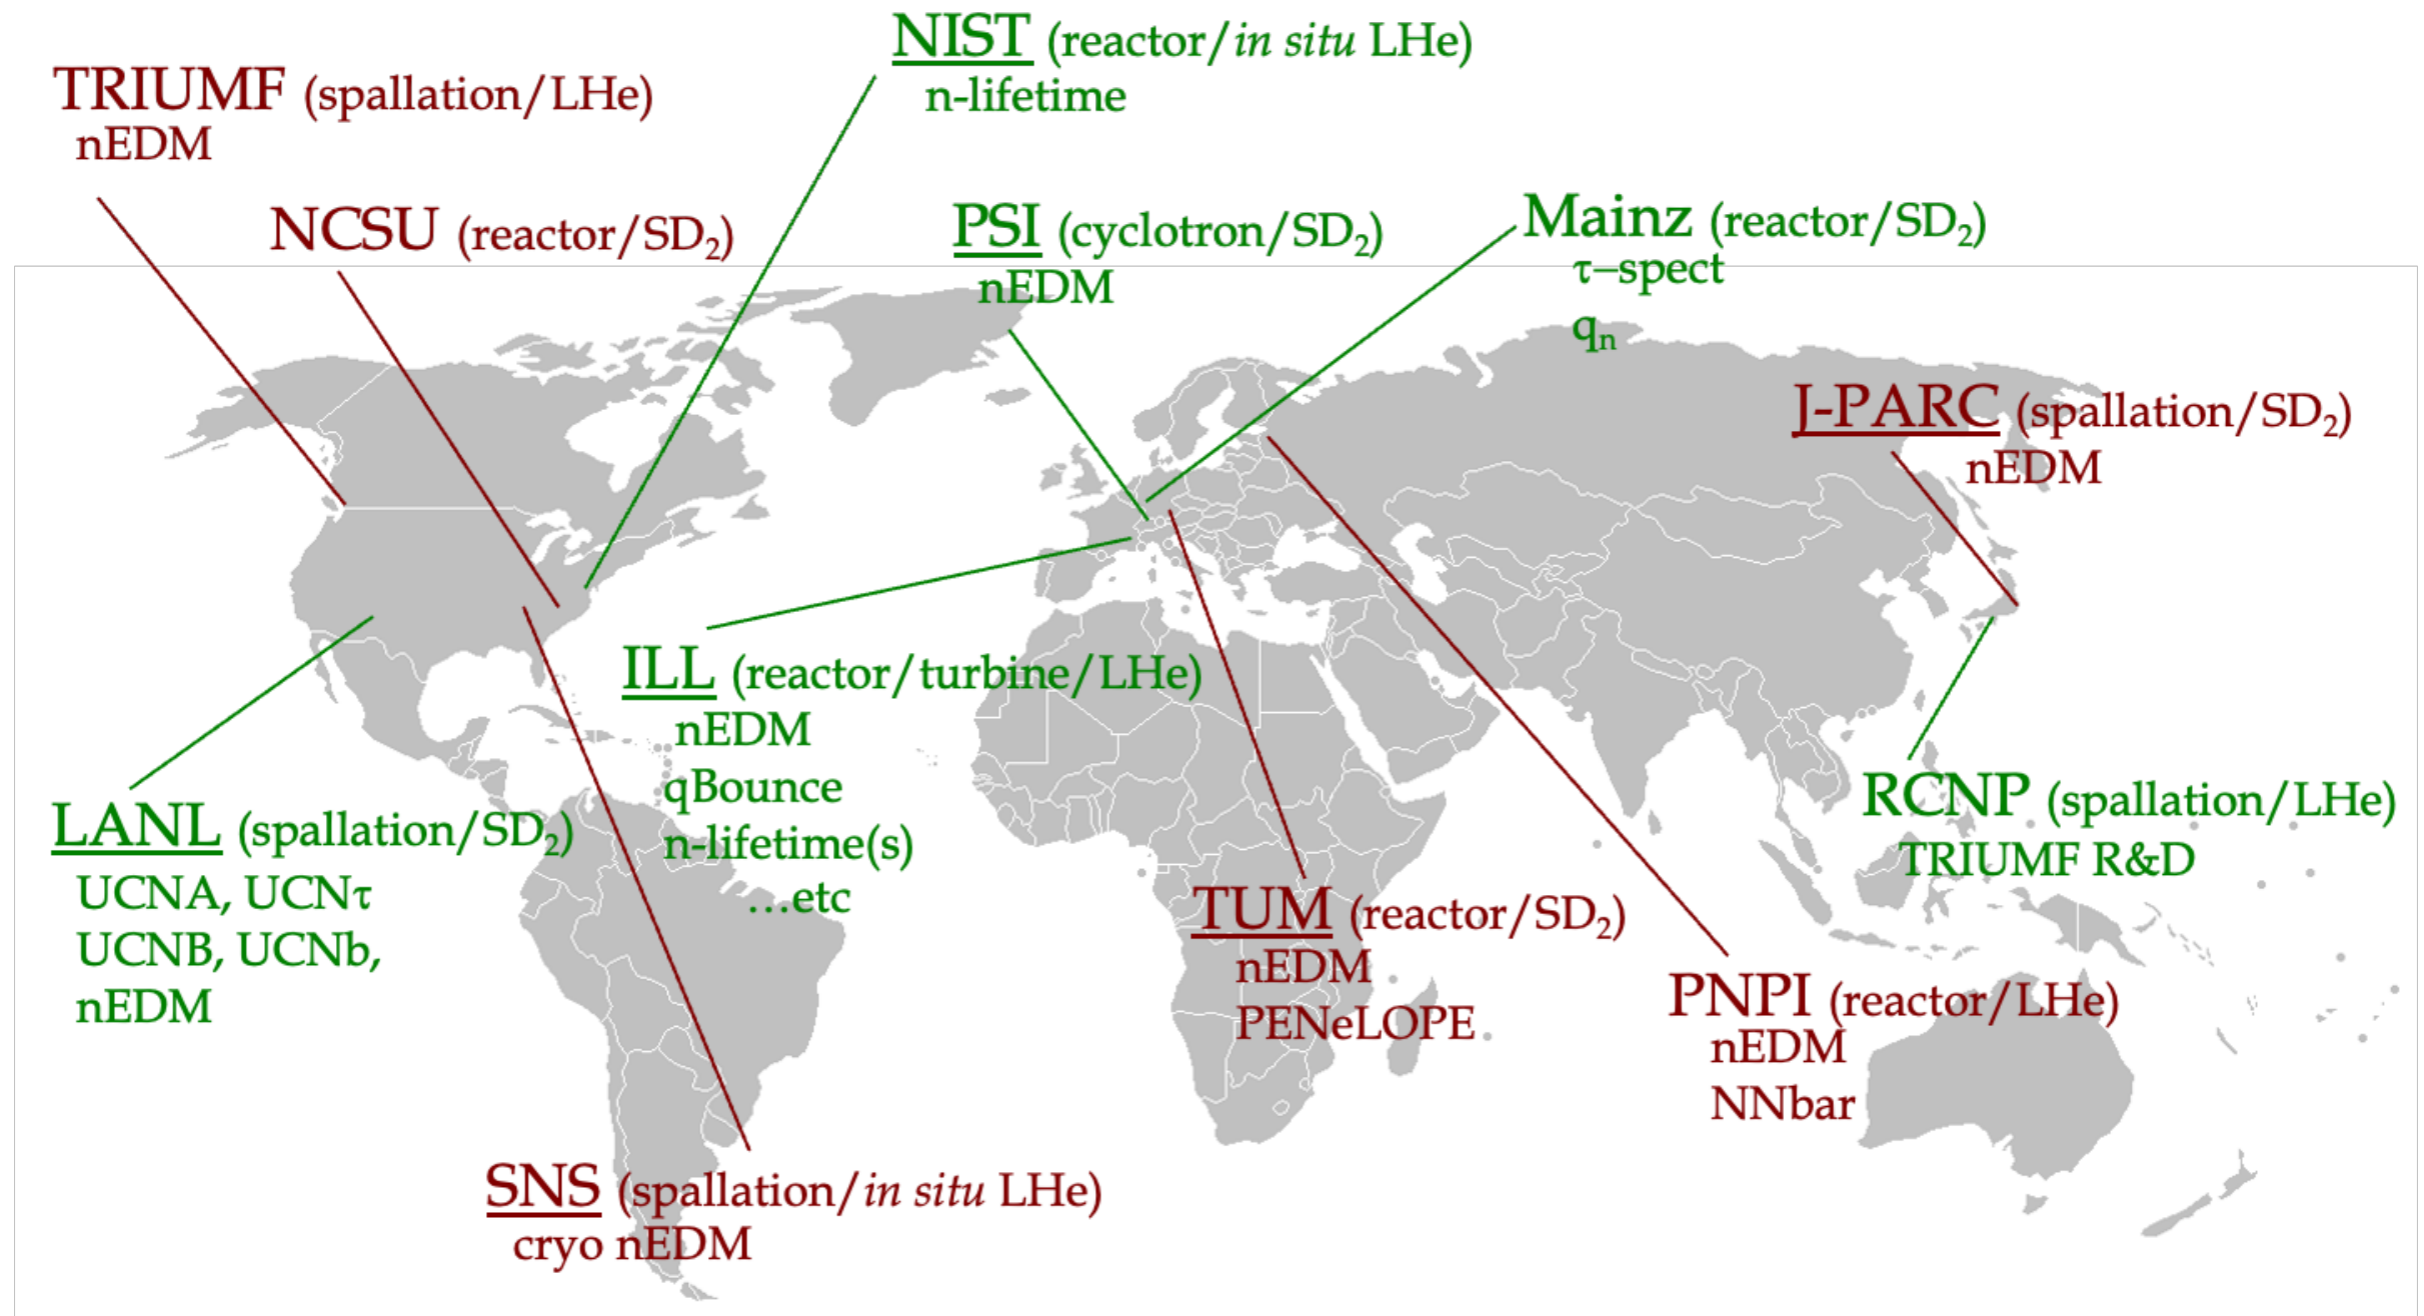 NIST (reactor/in situ LHe)
n-lifetime
TRIUMF (spallation/LHe)
nEDM
NCSU (reactor/SD₂)
PSI (cyclotron/SD₂)
nEDM
Mainz (reactor/SD₂)
τ–spect
qₙ
J-PARC (spallation/SD₂)
nEDM
ILL (reactor/turbine/LHe)
nEDM
qBounce
n-lifetime(s)
...etc
LANL (spallation/SD₂)
UCNA, UCNτ
UCNB, UCNb,
nEDM
RCNP (spallation/LHe)
TRIUMF R&D
TUM (reactor/SD₂)
nEDM
PENeLOPE
PNPI (reactor/LHe)
nEDM
NNbar
SNS (spallation/in situ LHe)
cryo nEDM